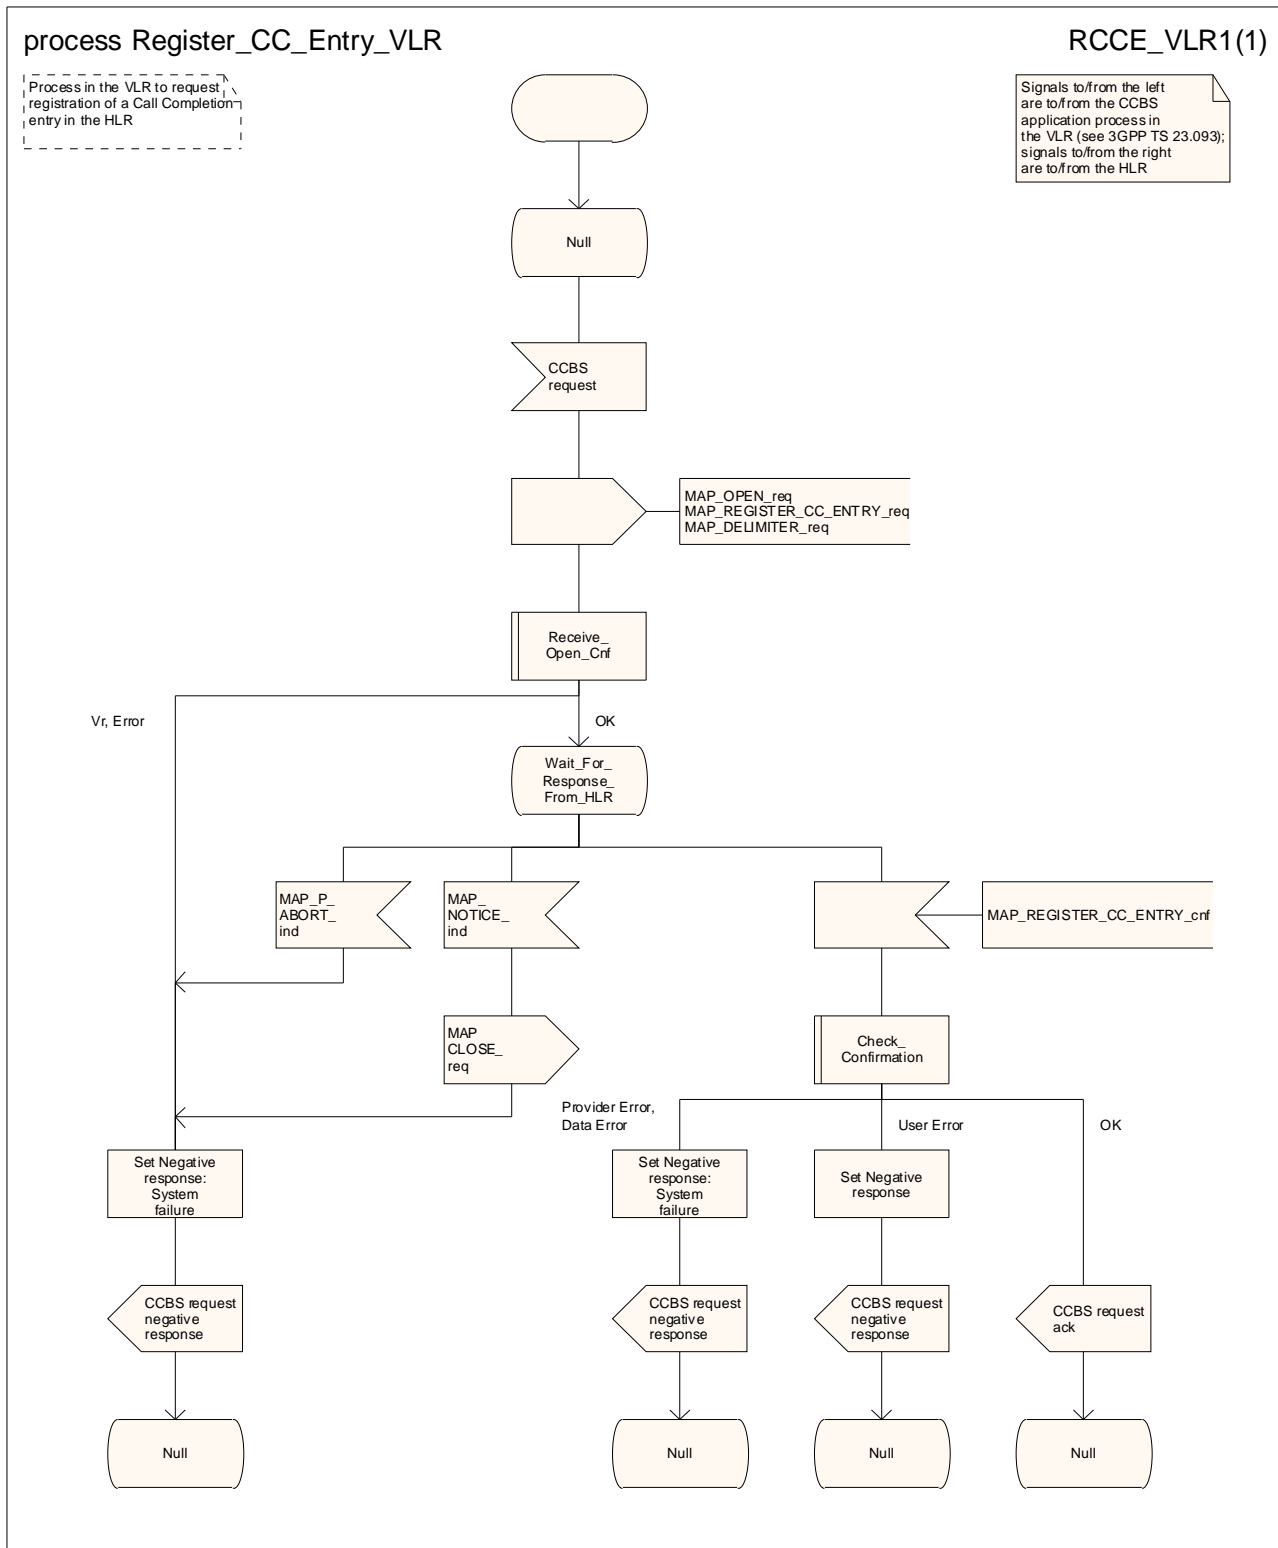 process Register_CC_Entry_VLR
RCCE_VLR1(1)
Process in the VLR to request
registration of a Call Completion
entry in the HLR
Signals to/from the left
are to/from the CCBS
application process in
the VLR (see 3GPP TS 23.093);
signals to/from the right
are to/from the HLR
Null
CCBS
request
MAP_OPEN_req
MAP_REGISTER_CC_ENTRY_req
MAP_DELIMITER_req
Receive_
Open_Cnf
Vr, Error
OK
Wait_For_
Response_
From_HLR
MAP_P_
ABORT_
ind
MAP_
NOTICE_
ind
MAP_REGISTER_CC_ENTRY_cnf
MAP
CLOSE_
req
Check_
Confirmation
Provider Error,
Data Error
User Error
OK
Set Negative
response:
System
failure
Set Negative
response:
System
failure
Set Negative
response
CCBS request
negative
response
CCBS request
negative
response
CCBS request
negative
response
CCBS request
ack
Null
Null
Null
Null